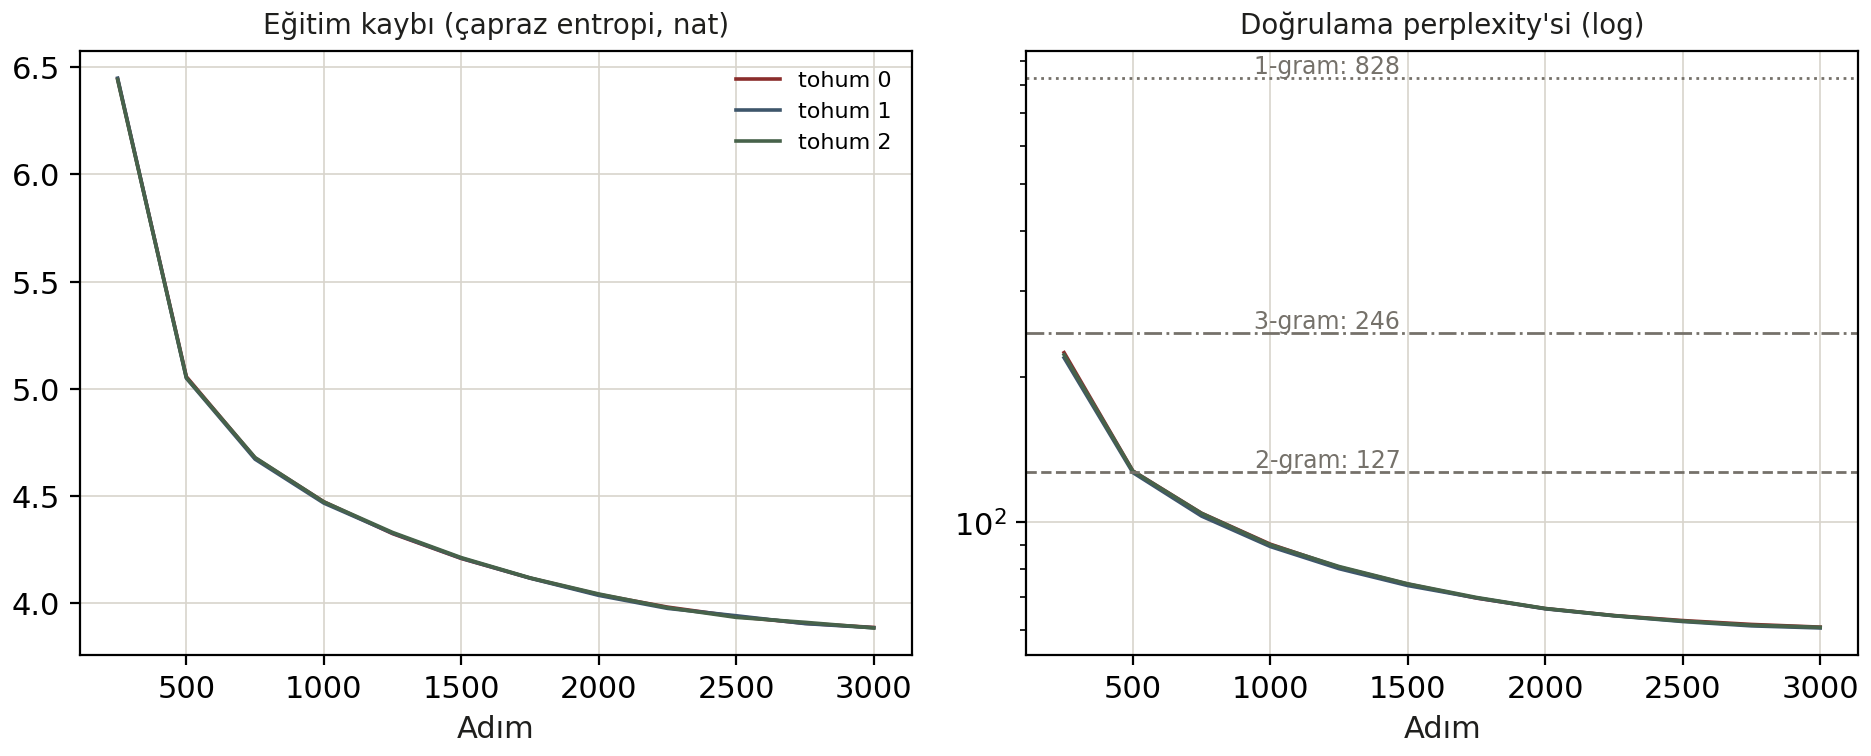 Eğitim kaybı (çapraz entropi, nat)
6.5
6.0
5.5
5.0
4.5
4.0
tohum 0
tohum 1
tohum 2
500 1000 1500 2000 2500 3000
Adım
Doğrulama perplexity'si (log)
1-gram: 828
3-gram: 246
2-gram: 127
10²
500 1000 1500 2000 2500 3000
Adım